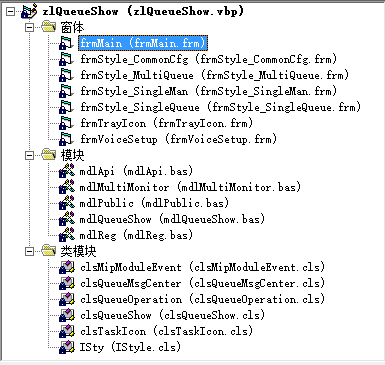 zlQueueShow (zlQueueShow.vbp)
窗体
frmMain (frmMain.frm)
frmStyle_CommonCfg (frmStyle_CommonCfg.frm)
frmStyle_MultiQueue (frmStyle_MultiQueue.frm)
frmStyle_SingleMan (frmStyle_SingleMan.frm)
frmStyle_SingleQueue (frmStyle_SingleQueue.frm)
frmTrayIcon (frmTrayIcon.frm)
frmVoiceSetup (frmVoiceSetup.frm)
模块
mdlApi (mdlApi.bas)
mdlMultiMonitor (mdlMultiMonitor.bas)
mdlPublic (mdlPublic.bas)
mdlQueueShow (mdlQueueShow.bas)
mdlReg (mdlReg.bas)
类模块
clsMipModuleEvent (clsMipModuleEvent.cls)
clsQueueMsgCenter (clsQueueMsgCenter.cls)
clsQueueOperation (clsQueueOperation.cls)
clsQueueShow (clsQueueShow.cls)
clsTaskIcon (clsTaskIcon.cls)
ISty (IStyle.cls)